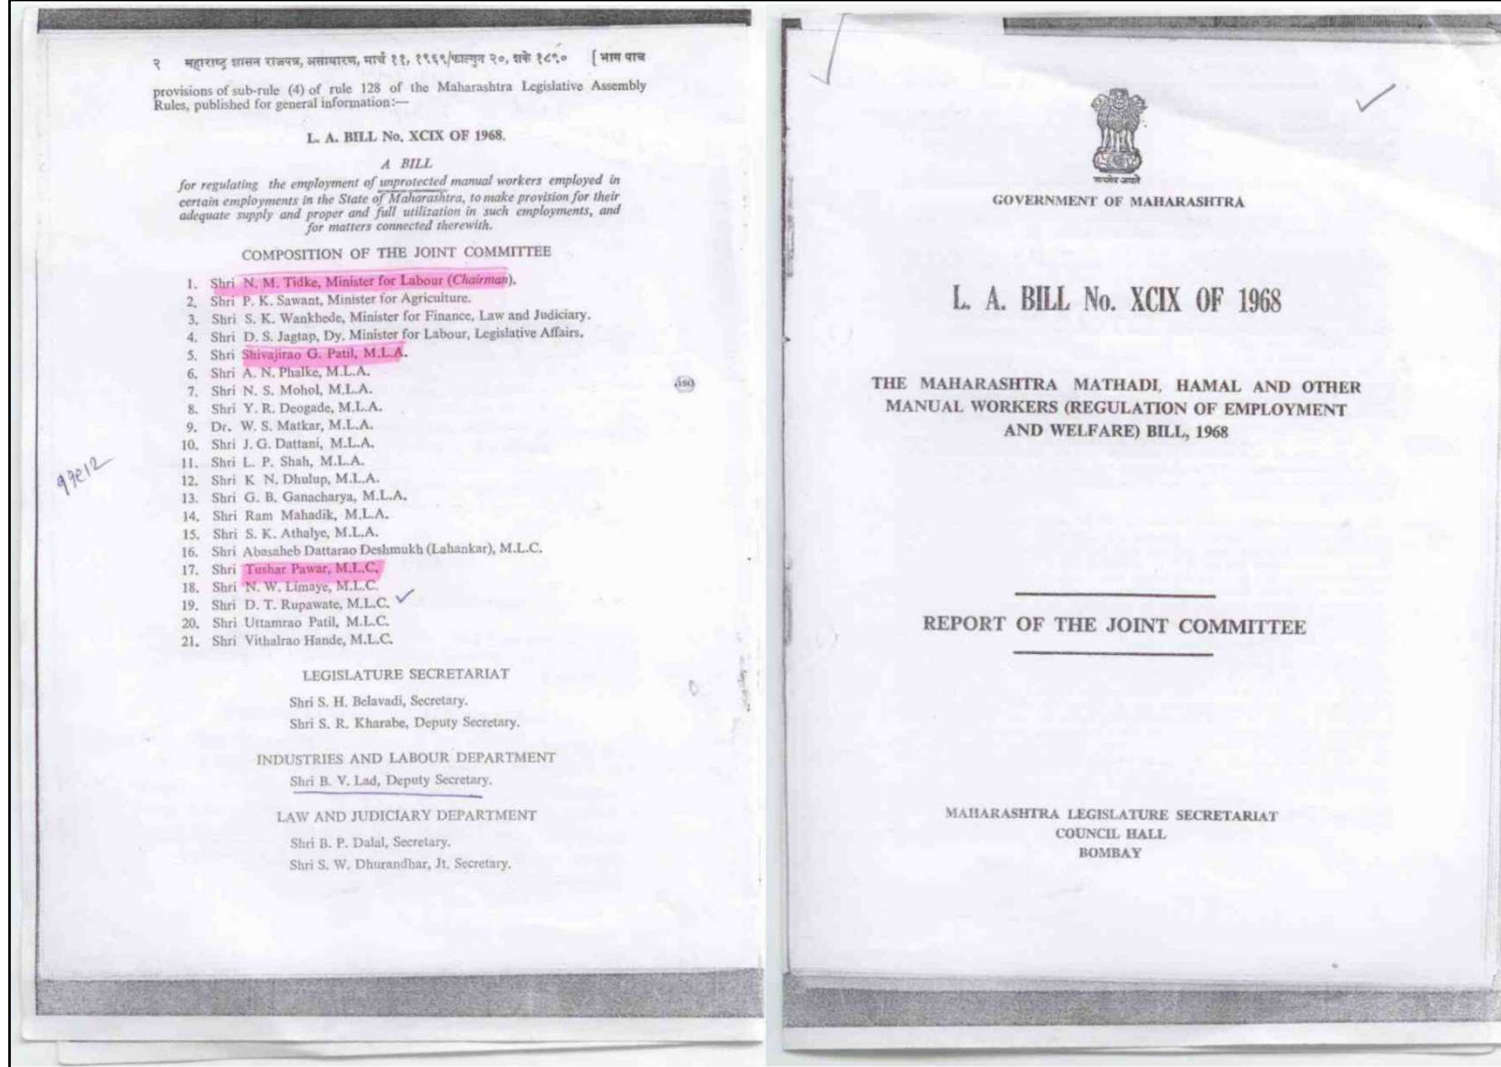 २ महाराष्ट्र शासन राजपत्र, असाधारण, मार्च ११, १९६९/फाल्गुन २०, शके १८९० [ भाग पाच
provisions of sub-rule (4) of rule 128 of the Maharashtra Legislative Assembly
Rules, published for general information:—
L. A. BILL No. XCIX OF 1968.
A BILL
for regulating the employment of unprotected manual workers employed in
certain employments in the State of Maharashtra, to make provision for their
adequate supply and proper and full utilization in such employments, and
for matters connected therewith.
COMPOSITION OF THE JOINT COMMITTEE
1. Shri N. M. Tidke, Minister for Labour (Chairman).
2. Shri P. K. Sawant, Minister for Agriculture.
3. Shri S. K. Wankhede, Minister for Finance, Law and Judiciary.
4. Shri D. S. Jagtap, Dy. Minister for Labour, Legislative Affairs.
5. Shri Shivajirao G. Patil, M.L.A.
6. Shri A. N. Phalke, M.L.A.
7. Shri N. S. Mohol, M.L.A.
8. Shri Y. R. Deogade, M.L.A.
9. Dr. W. S. Matkar, M.L.A.
10. Shri J. G. Dattani, M.L.A.
11. Shri L. P. Shah, M.L.A.
12. Shri K N. Dhulup, M.L.A.
13. Shri G. B. Ganacharya, M.L.A.
14. Shri Ram Mahadik, M.L.A.
15. Shri S. K. Athalye, M.L.A.
16. Shri Abasaheb Dattarao Deshmukh (Lahankar), M.L.C.
17. Shri Tushar Pawar, M.L.C.
18. Shri N. W. Limaye, M.L.C.
19. Shri D. T. Rupawate, M.L.C.
20. Shri Uttamrao Patil, M.L.C.
21. Shri Vithalrao Hande, M.L.C.
LEGISLATURE SECRETARIAT
Shri S. H. Belavadi, Secretary.
Shri S. R. Kharabe, Deputy Secretary.
INDUSTRIES AND LABOUR DEPARTMENT
Shri B. V. Lad, Deputy Secretary.
LAW AND JUDICIARY DEPARTMENT
Shri B. P. Dalal, Secretary.
Shri S. W. Dhurandhar, Jt. Secretary.
सत्यमेव जयते
GOVERNMENT OF MAHARASHTRA
L. A. BILL No. XCIX OF 1968
THE MAHARASHTRA MATHADI, HAMAL AND OTHER
MANUAL WORKERS (REGULATION OF EMPLOYMENT
AND WELFARE) BILL, 1968
REPORT OF THE JOINT COMMITTEE
MAHARASHTRA LEGISLATURE SECRETARIAT
COUNCIL HALL
BOMBAY